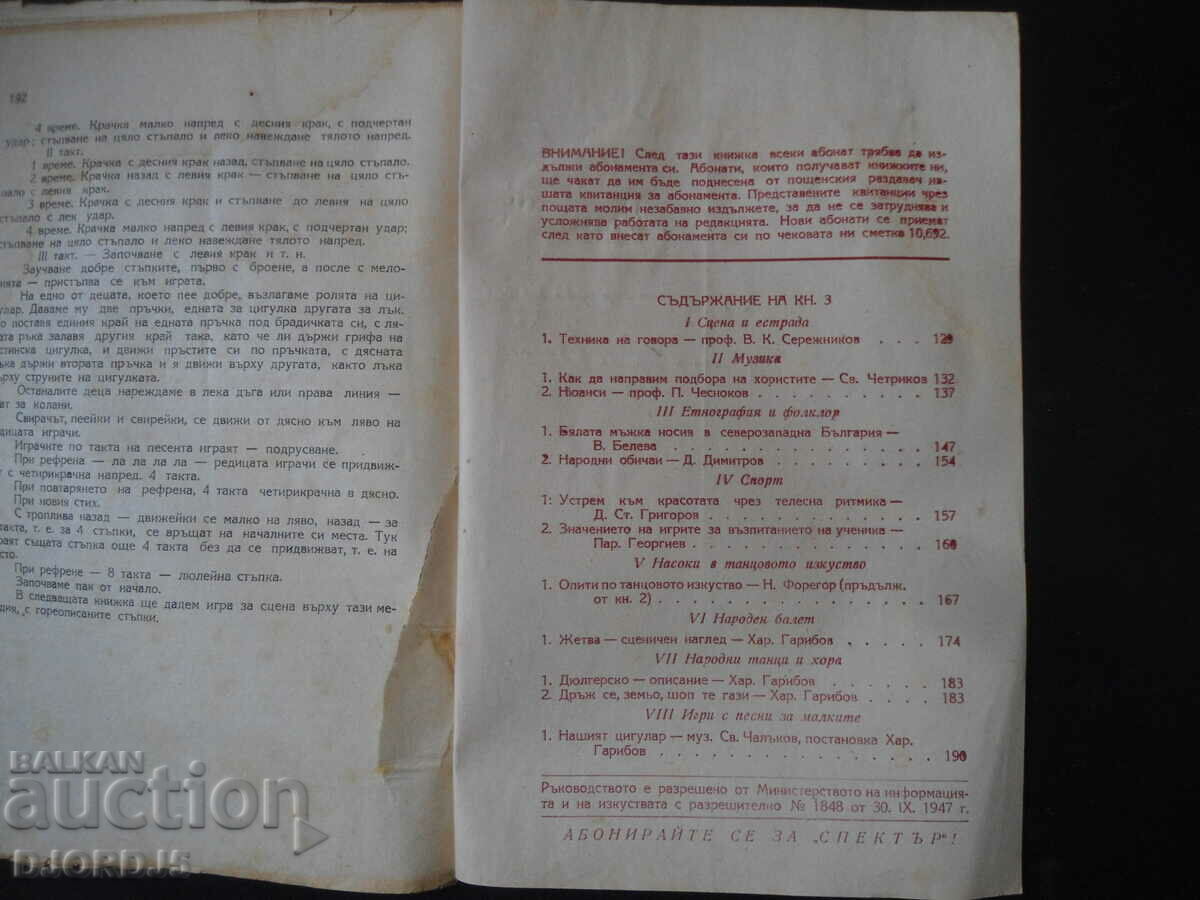 192
4 време. Крачка малко напред с десния крак, с подчертан
удар; стъпване на цяло стъпало и леко навеждане тялото напред.
II такт.
1 време. Крачка с десния крак назад, стъпване на цяло стъпало.
2 време. Крачка назад с левия крак — стъпване на цяло стъ-
пало с левия крак.
3 време. Крачка с десния крак и стъпване до левия на цяло
стъпало с лек удар.
4 време. Крачка малко напред с левия крак, с подчертан удар;
стъпване на цяло стъпало и леко навеждане тялото напред.
III такт. — Започване с левия крак и т. н.
Заучване добре стъпките, първо с броене, а после с мело-
дията — пристъпва се към играта.
На едно от децата, което пее добре, възлагаме ролята на ци-
гулар. Даваме му две пръчки, едната за цигулка другата за лък.
о поставя единия край на едната пръчка под брадичката си, с ля-
ата ръка залавя другия край така, като че ли държи грифа на
стинска цигулка, и движи пръстите си по пръчката, с дясната
ъка държи втората пръчка и я движи върху другата, както лъка
ърху струните на цигулката.
Останалите деца нареждаме в лека дъга или права линия —
ат за колани.
Свирачът, пеейки и свирейки, се движи от дясно към ляво на
едицата играчи.
Играчите по такта на песента играят — подрусване.
При рефрена — ла ла ла ла — редицата играчи се придвиж-
т с четирикрачна напред. 4 такта.
При повтарянето на рефрена, 4 такта четирикрачна в дясно.
При новия стих.
С троплива назад — движейки се малко на ляво, назад — за
такта, т. е. за 4 стъпки, се връщат на началните си места. Тук
раят същата стъпка още 4 такта без да се придвижват, т. е. на
сто.
При рефрене — 8 такта — люлейна стъпка.
Започваме пак от начало.
В следващата книжка ще дадем игра за сцена върху тази ме-
дия, с гореописаните стъпки.
ВНИМАНИЕ! След тази книжка всеки абонат трябва да из-
дължи абонамента си. Абонати, които получават книжките ни,
ще чакат да им бъде поднесена от пощенския раздавач на-
шата квитанция за абонамента. Представените квитанции чрез
пощата молим незабавно издължете, за да не се затруднява и
усложнява работата на редакцията. Нови абонати се приемат
след като внесат абонамента си по чековата ни сметка 10,692.
СЪДЪРЖАНИЕ НА КН. 3
I Сцена и естрада
1. Техника на говора — проф. В. К. Сережников . . . 129
II Музика
1. Как да направим подбора на хористите — Св. Четриков 132
2. Нюанси — проф. П. Чесноков . . . . . . . . . . 137
III Етнография и фолклор
1. Бялата мъжка носия в северозападна България —
В. Белева . . . . . . . . . . . . . . 147
2. Народни обичаи — Д. Димитров . . . . . . . . . 154
IV Спорт
1: Устрем към красотата чрез телесна ритмика —
Д. Ст. Григоров . . . . . . . . . . . . 157
2. Значението на игрите за възпитанието на ученика —
Пар. Георгиев . . . . . . . . . . . . . 160
V Насоки в танцовото изкуство
1. Олити по танцовото изкуство — Н. Форегор (пръдълж.
от кн. 2) . . . . . . . . . . . . . . . 167
VI Народен балет
1. Жетва — сценичен наглед — Хар. Гарибов . . . . . 174
VII Народни танци и хора
1. Дюлгерско — описание — Хар. Гарибов . . . . . . 183
2. Дръж се, земьо, шоп те гази — Хар. Гарибов . . . . 183
VIII Игри с песни за малките
1. Нашият цигулар — муз. Св. Чалъков, постановка Хар.
Гарибов . . . . . . . . . . . . . . . 190
Ръководството е разрешено от Министерството на информация-
та и на изкуствата с разрешително № 1848 от 30. IX. 1947 г.
АБОНИРАЙТЕ СЕ ЗА „СПЕКТЪР"!
BALKAN
auction
DJORDJ5